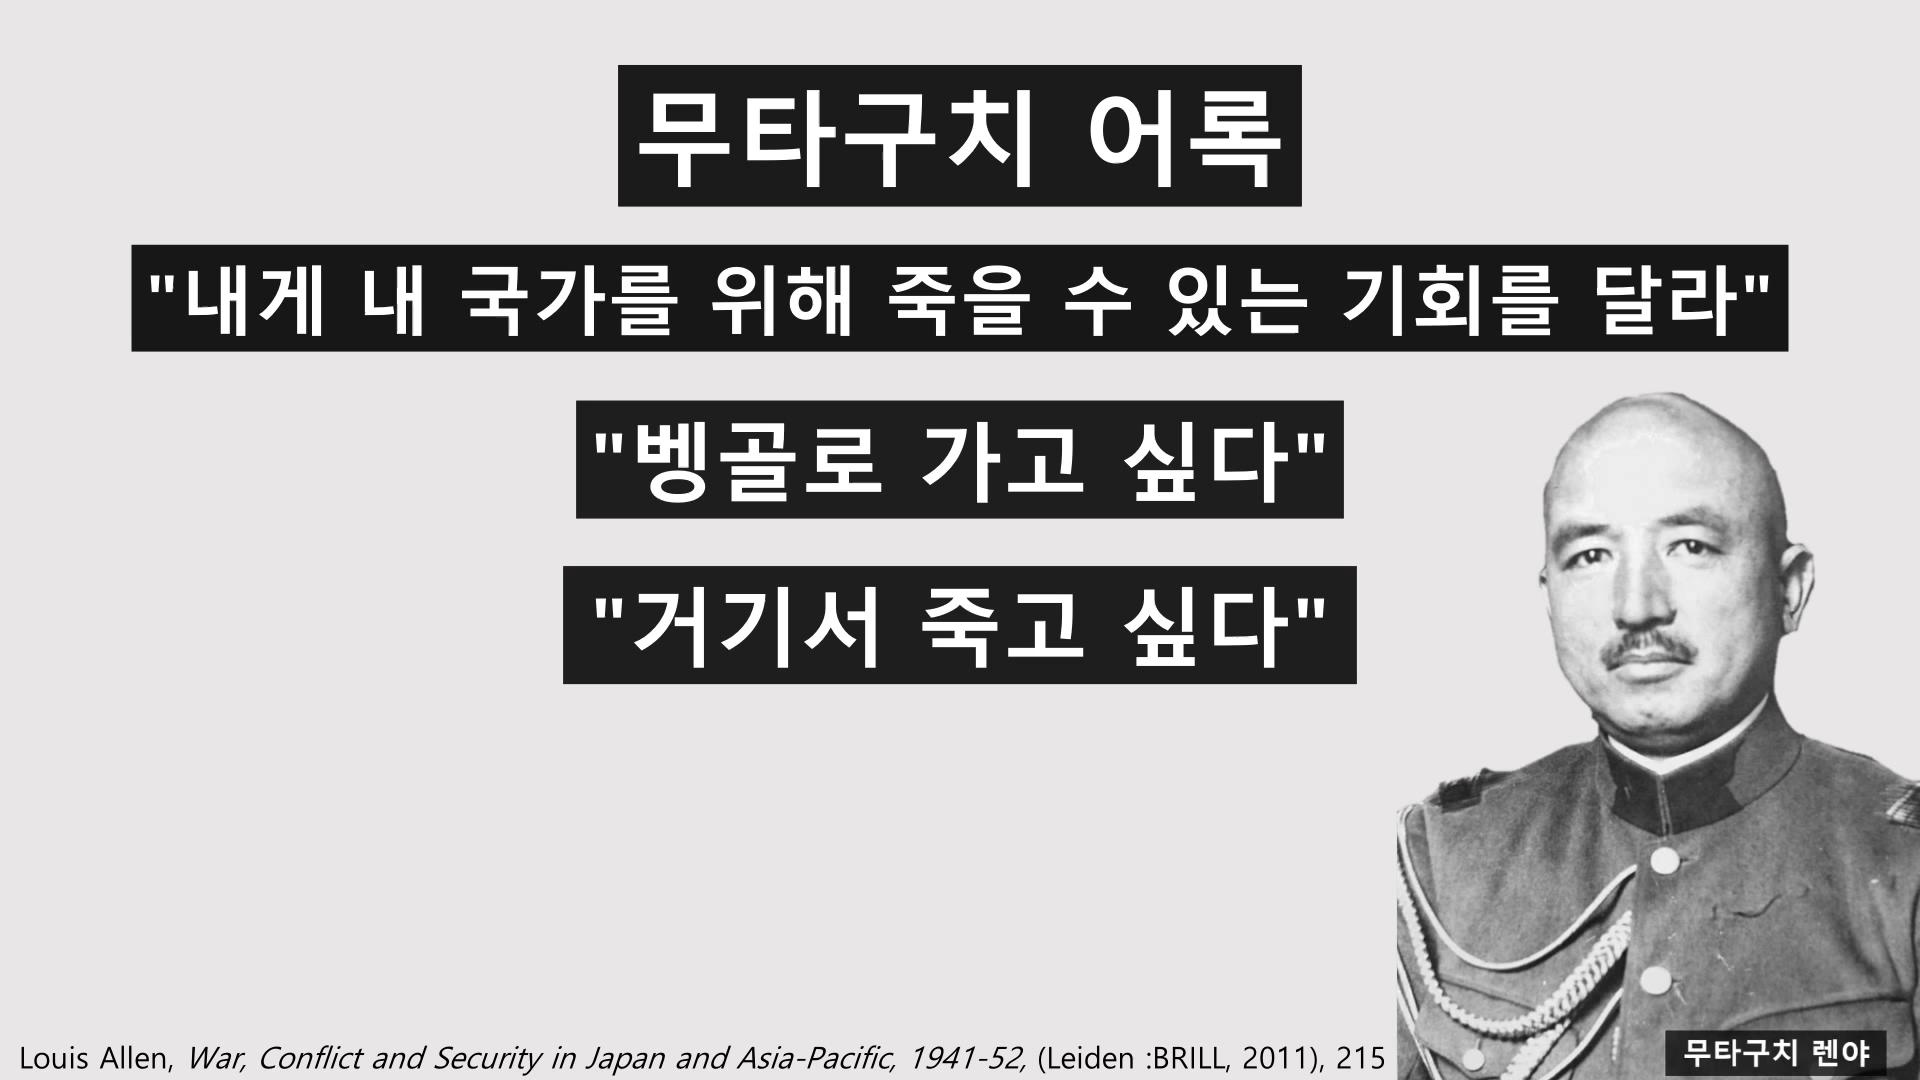 무타구치 어록
"내게 내 국가를 위해 죽을 수 있는 기회를 달라"
"벵골로 가고 싶다"
"거기서 죽고 싶다"
Louis Allen, War, Conflict and Security in Japan and Asia-Pacific, 1941-52, (Leiden :BRILL, 2011), 215
무타구치 렌야